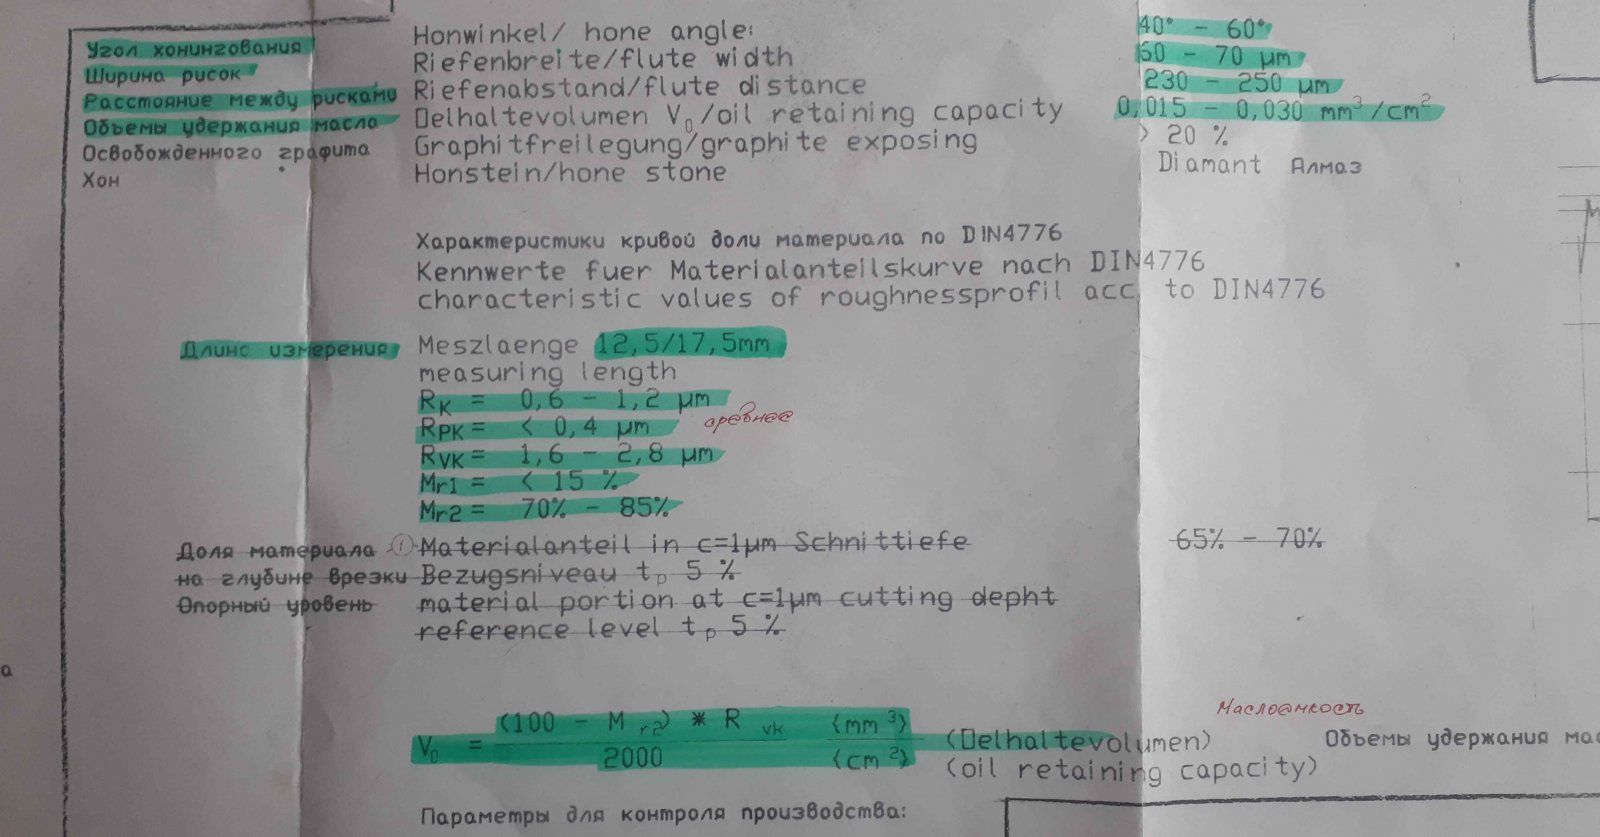 Угол хонингования Honwinkel/ hone angle: 40° - 60°
Ширина рисок Riefenbreite/flute width 60 - 70 µm
Расстояние между рисками Riefenabstand/flute distance 230 - 250 µm
Объемы удержания масла Oelhaltevolumen V₀/oil retaining capacity 0,015 - 0,030 mm³/cm²
Освобожденного графита Graphitfreilegung/graphite exposing > 20 %
Хон Honstein/hone stone Diamant Алмаз
Характеристики кривой доли материала по DIN4776
Kennwerte fuer Materialanteilskurve nach DIN4776
characteristic values of roughnessprofil acc. to DIN4776
Длинс измерения Meszlaenge 12,5/17,5mm
measuring length
RK = 0,6 - 1,2 µm
RPK = < 0,4 µm среднее
RVK = 1,6 - 2,8 µm
Mr1 = < 15 %
Mr2 = 70% - 85%
Доля материала ① Materialanteil in c=1µm Schnittiefe 65% - 70%
на глубине врезки Bezugsniveau tp 5 %
Опорный уровень material portion at c=1µm cutting depht
reference level tp 5 %
Маслоёмкость
V₀ = (100 - Mr2) * Rvk (mm³)
2000 (cm²)
(Oelhaltevolumen) Объемы удержания мас
(oil retaining capacity)
Параметры для контроля производства:
а